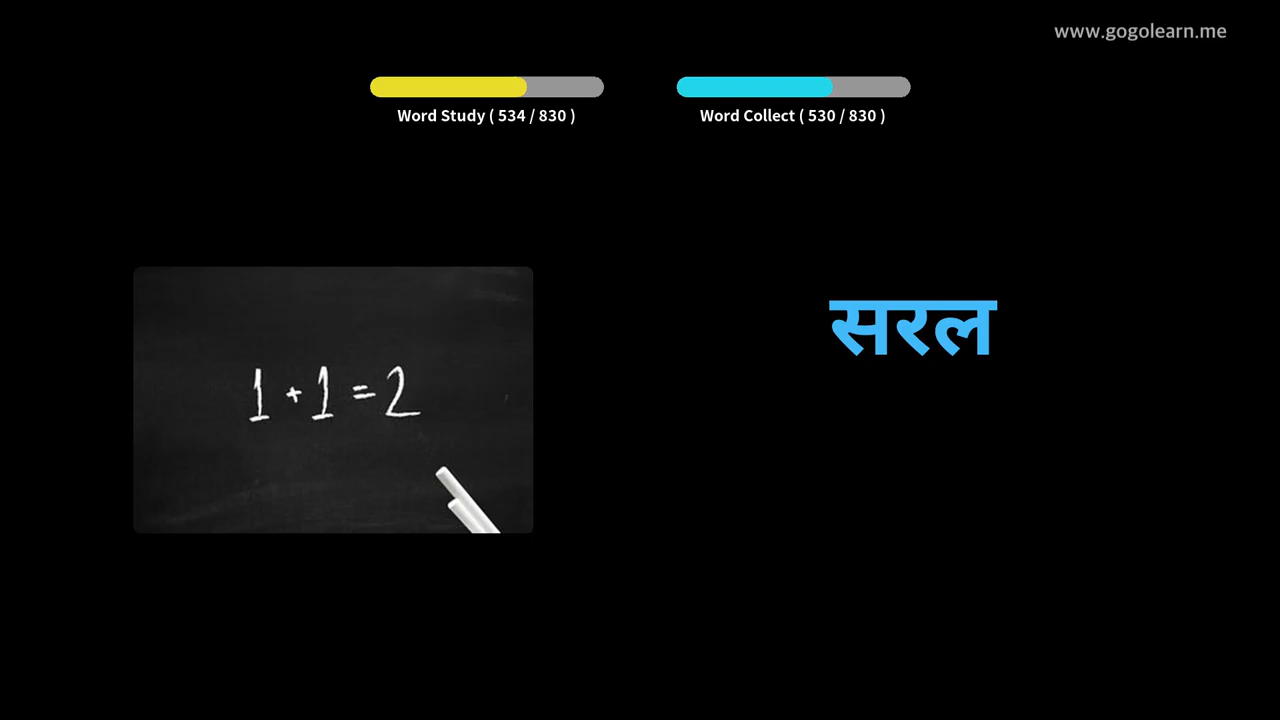 www.gogolearn.me
Word Study ( 534 / 830 )
Word Collect ( 530 / 830 )
सरल
1 + 1 = 2